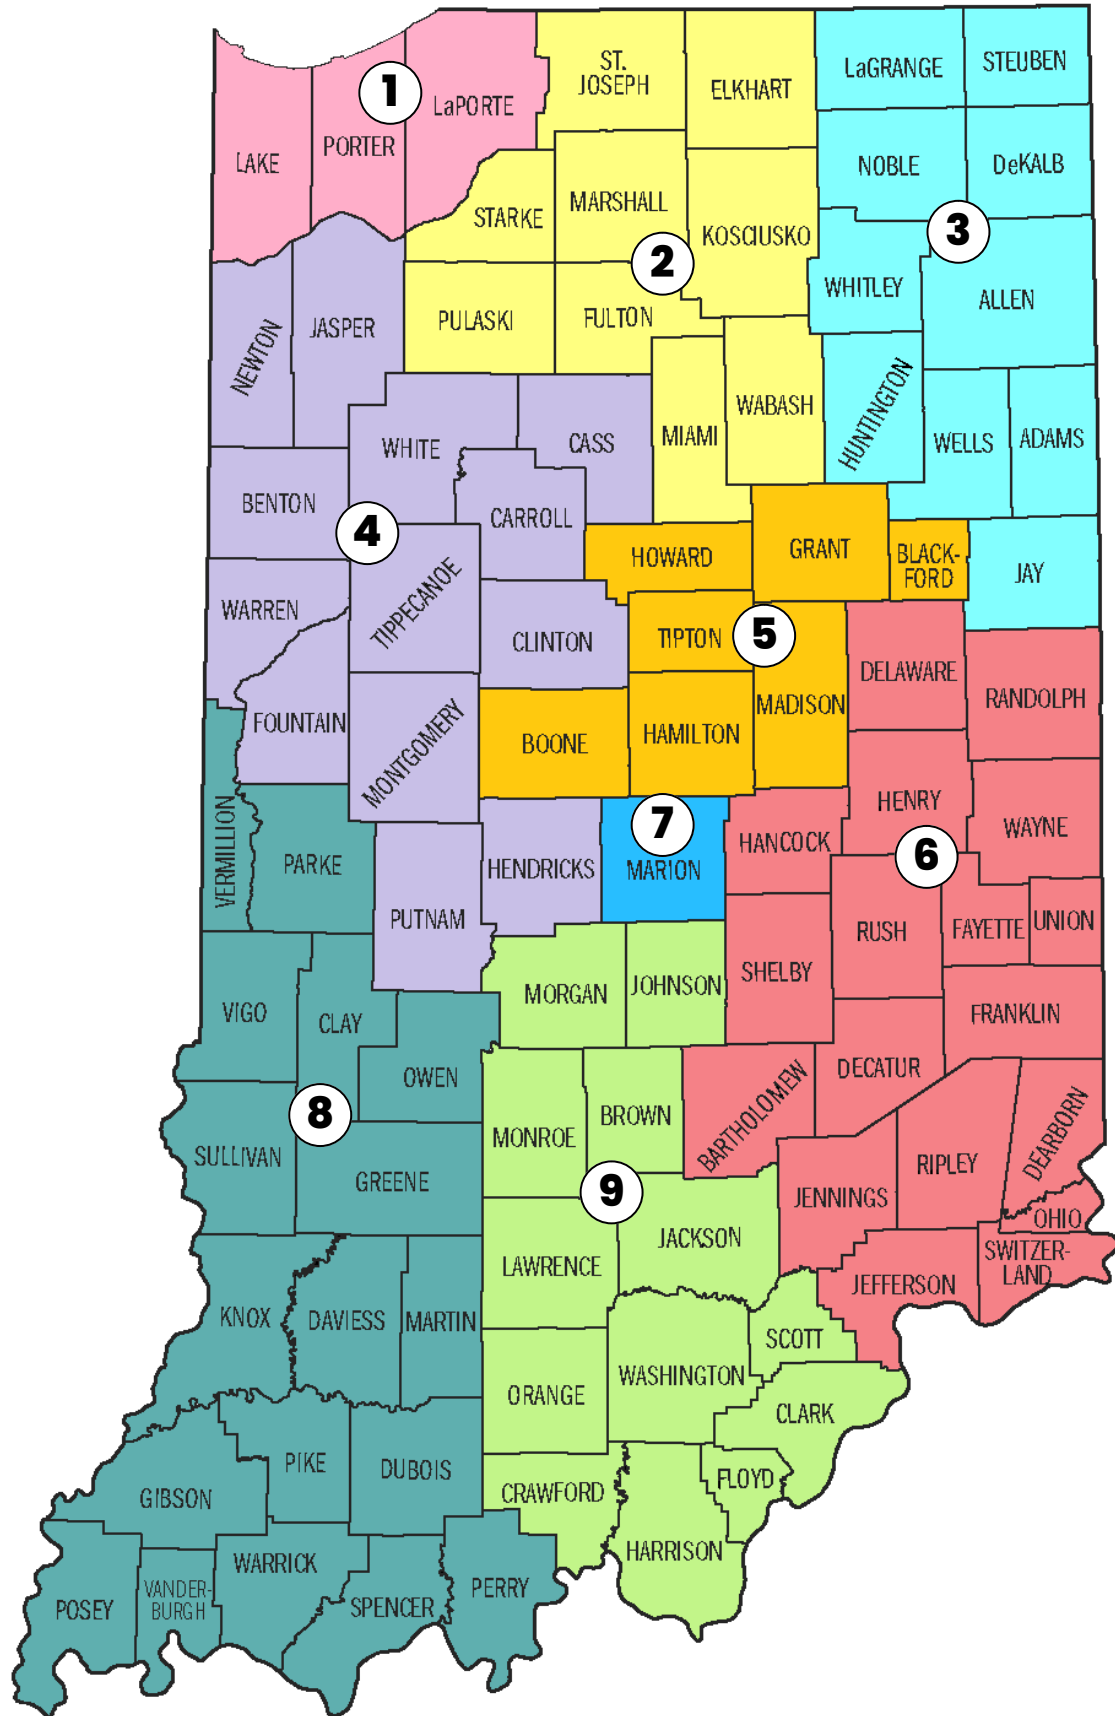 ST.
JOSEPH
ELKHART
LaGRANGE
STEUBEN
1
LaPORTE
PORTER
LAKE
NOBLE
DeKALB
STARKE
MARSHALL
KOSCIUSKO
3
2
WHITLEY
ALLEN
NEWTON
JASPER
PULASKI
FULTON
WHITE
CASS
MIAMI
WABASH
HUNTINGTON
WELLS
ADAMS
BENTON
4
CARROLL
HOWARD
GRANT
BLACK-
FORD
JAY
WARREN
TIPPECANOE
CLINTON
TIPTON
5
DELAWARE
RANDOLPH
FOUNTAIN
MONTGOMERY
BOONE
HAMILTON
MADISON
VERMILLION
PARKE
HENDRICKS
7
MARION
HANCOCK
HENRY
6
WAYNE
PUTNAM
RUSH
FAYETTE
UNION
VIGO
CLAY
MORGAN
JOHNSON
SHELBY
FRANKLIN
OWEN
8
BROWN
BARTHOLOMEW
DECATUR
DEARBORN
SULLIVAN
GREENE
MONROE
9
JENNINGS
RIPLEY
OHIO
LAWRENCE
JACKSON
JEFFERSON
SWITZER-
LAND
KNOX
DAVIESS
MARTIN
SCOTT
ORANGE
WASHINGTON
CLARK
GIBSON
PIKE
DUBOIS
CRAWFORD
FLOYD
HARRISON
POSEY
VANDER-
BURGH
WARRICK
SPENCER
PERRY